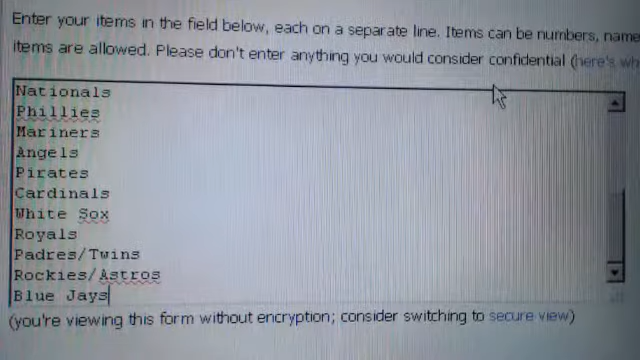 Enter your items in the field below, each on a separate line. Items can be numbers, name
items are allowed. Please don't enter anything you would consider confidential (here's wh
Nationals
Phillies
Mariners
Angels
Pirates
Cardinals
White Sox
Royals
Padres/Twins
Rockies/Astros
Blue Jays
(you're viewing this form without encryption; consider switching to secure view)